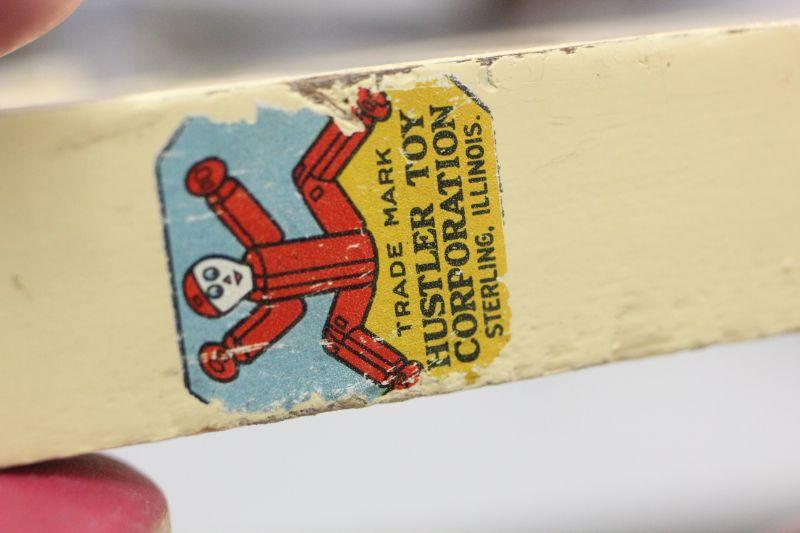 TRADE MARK
HUSTLER TOY
CORPORATION
STERLING, ILLINOIS.